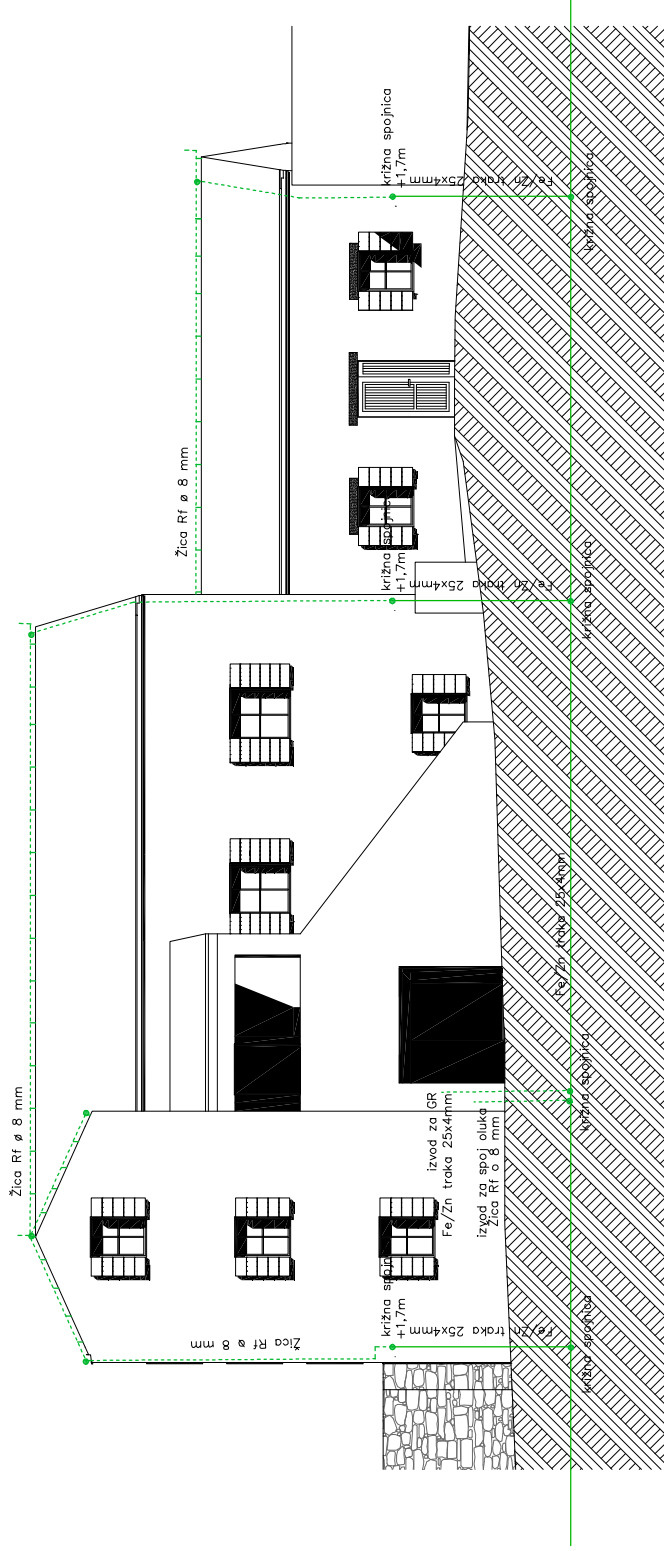 Žica Rf ø 8 mm
Žica Rf ø 8 mm
Žica Rf ø 8 mm
križna spojn
+1,7m
Fe/Zn traka 25x4mm
križna spojnica
izvod za GR
Fe/Zn traka 25x4mm
izvod za spoj oluka
Žica Rf o 8 mm
križna spojnica
Fe/Zn traka 25x4mm
križna spojnic
+1,7m
Fe/Zn traka 25x4mm
križna spojnica
križna spojnica
+1,7m
Fe/Zn traka 25x4mm
križna spojnica